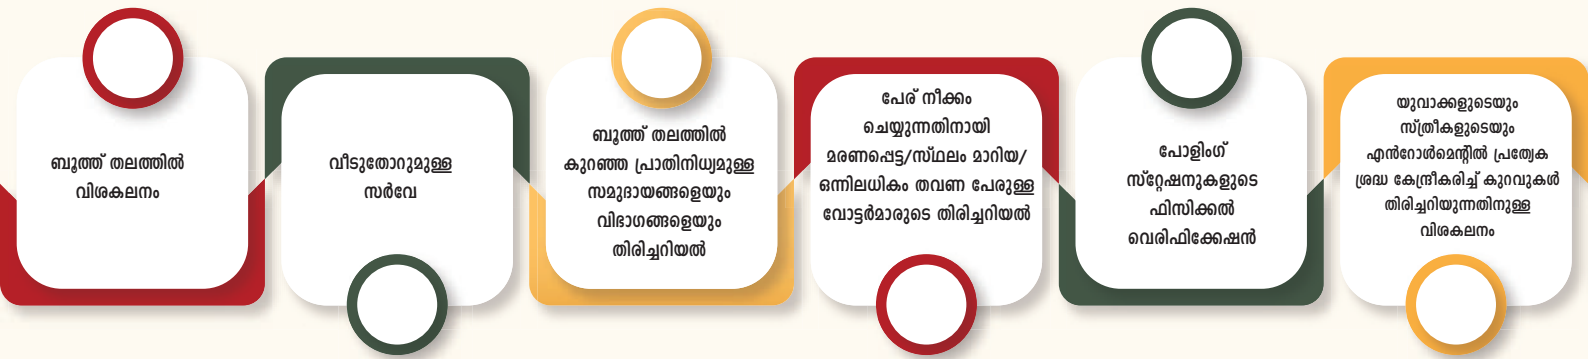 ബൂത്ത് തലത്തിൽ
വിശകലനം
വീടുതോറുമുള്ള
സർവേ
ബൂത്ത് തലത്തിൽ
കുറഞ്ഞ പ്രാതിനിധ്യമുള്ള
സമുദായങ്ങളെയും
വിഭാഗങ്ങളെയും
തിരിച്ചറിയൽ
പേര് നീക്കം
ചെയ്യുന്നതിനായി
മരണപ്പെട്ട/സ്ഥലം മാറിയ/
ഒന്നിലധികം തവണ പേരുള്ള
വോട്ടർമാരുടെ തിരിച്ചറിയൽ
പോളിംഗ്
സ്റ്റേഷനുകളുടെ
ഫിസിക്കൽ
വെരിഫിക്കേഷൻ
യുവാക്കളുടെയും
സ്ത്രീകളുടെയും
എൻറോൾമെന്റിൽ പ്രത്യേക
ശ്രദ്ധ കേന്ദ്രീകരിച്ച് കുറവുകൾ
തിരിച്ചറിയുന്നതിനുള്ള
വിശകലനം